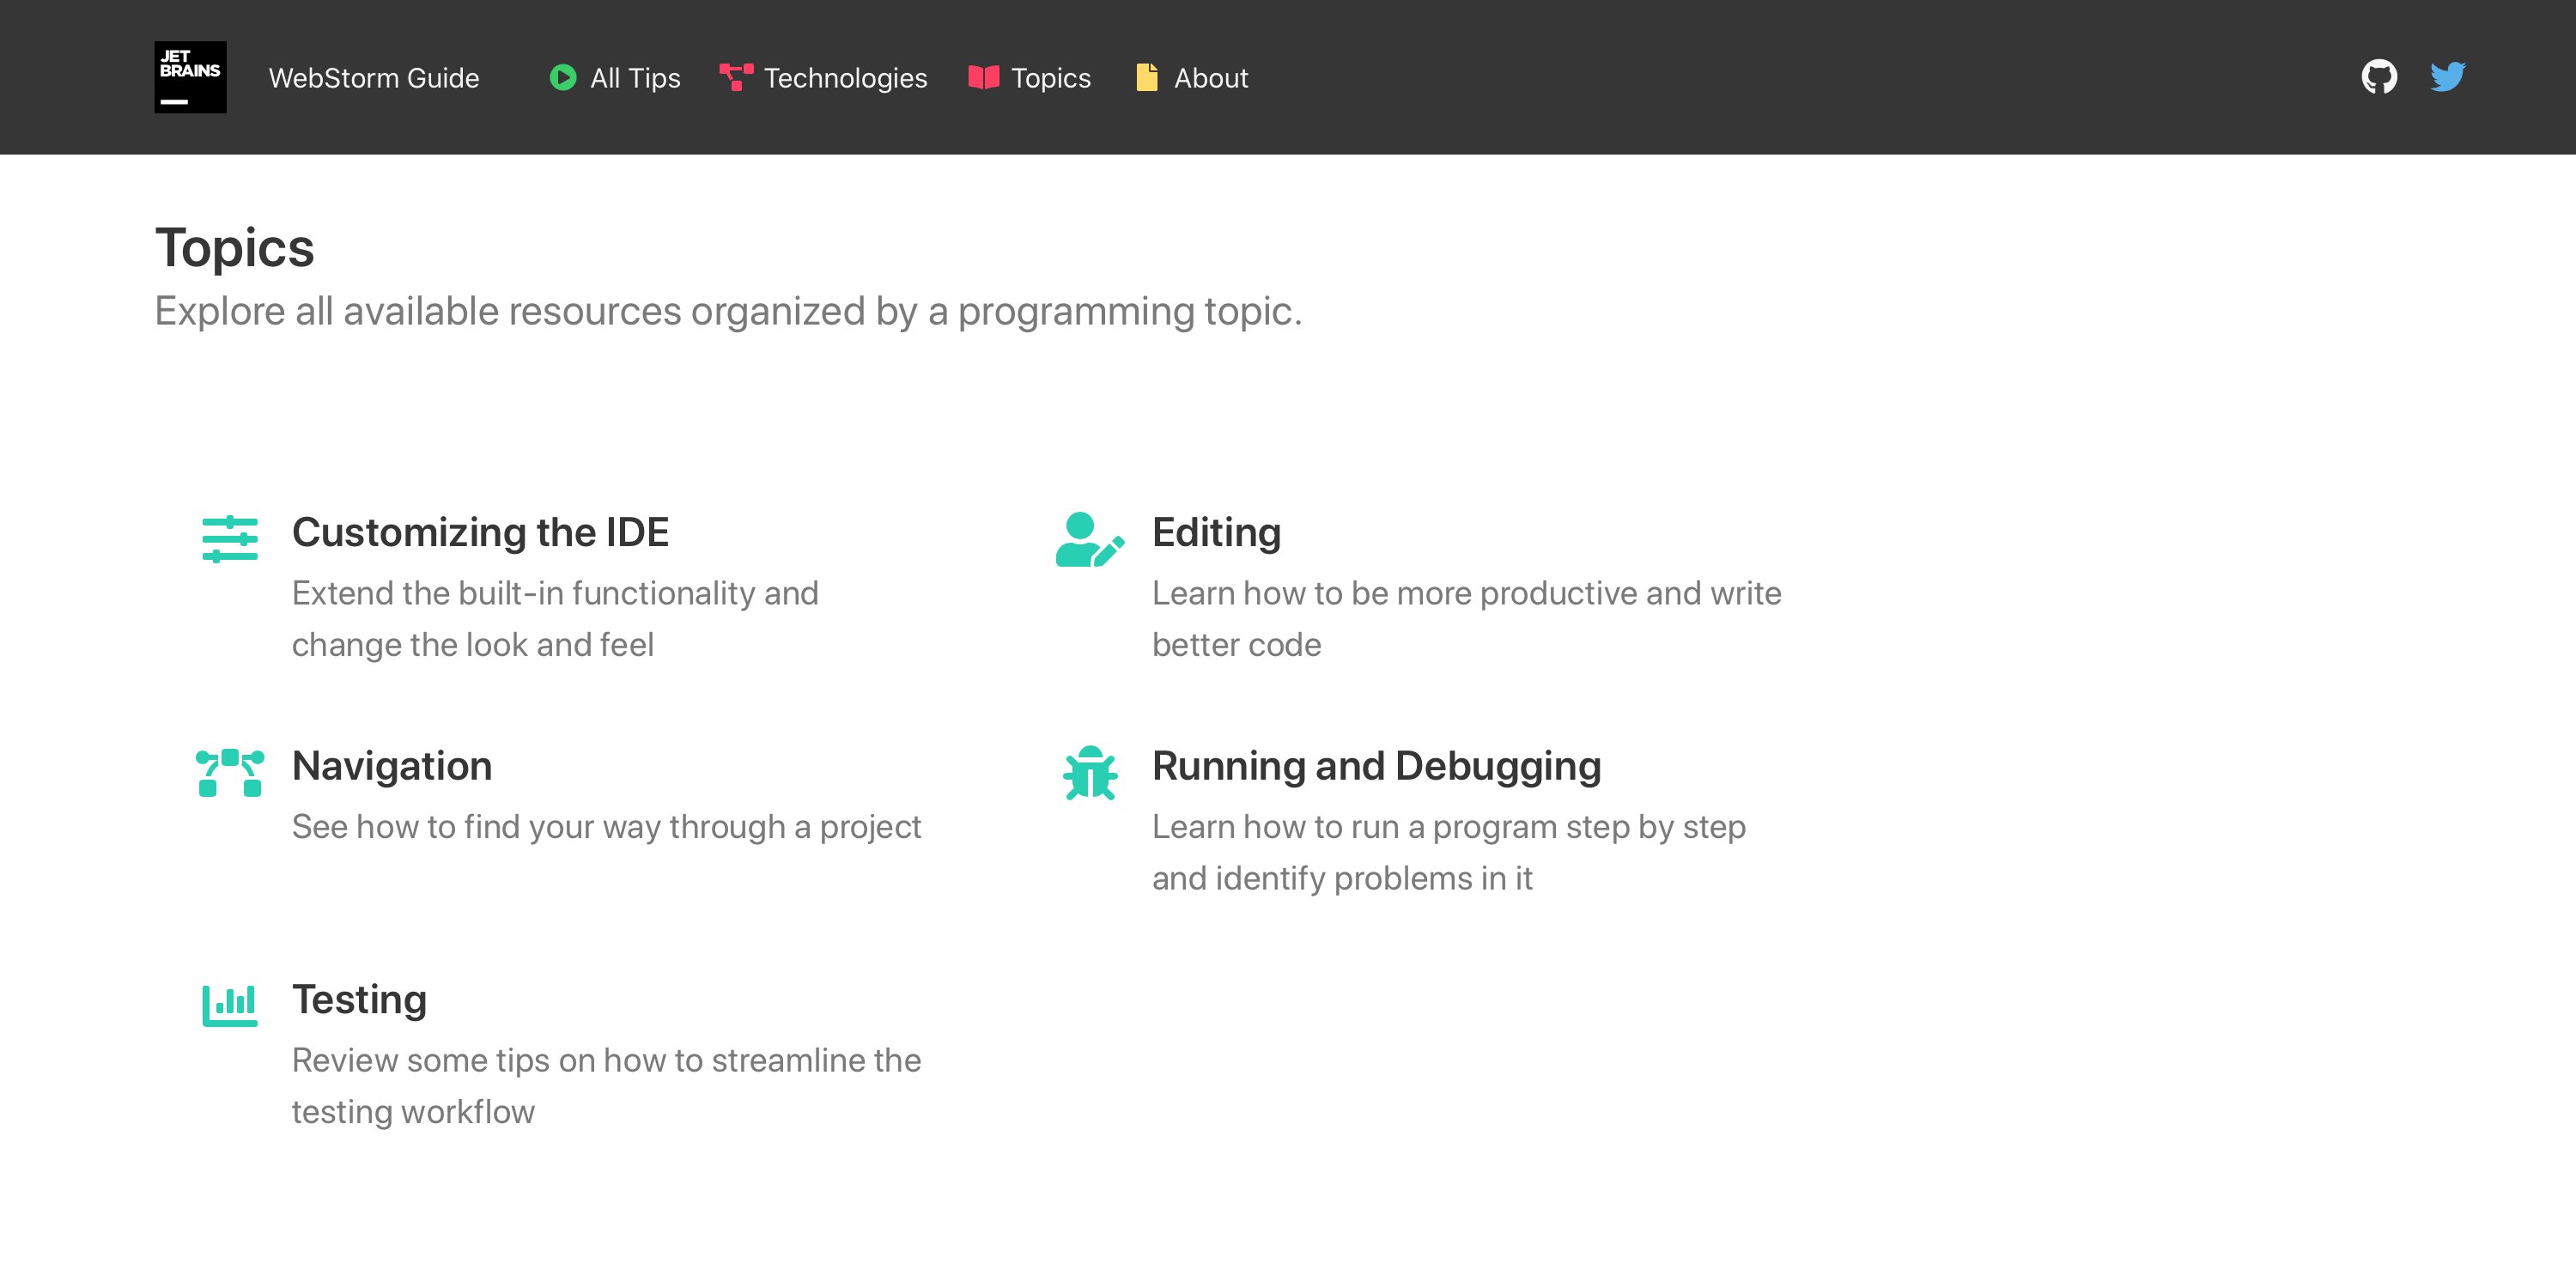 JET
BRAINS
WebStorm Guide
All Tips
Technologies
Topics
About
Topics
Explore all available resources organized by a programming topic.
Customizing the IDE
Extend the built-in functionality and
change the look and feel
Editing
Learn how to be more productive and write
better code
Navigation
See how to find your way through a project
Running and Debugging
Learn how to run a program step by step
and identify problems in it
Testing
Review some tips on how to streamline the
testing workflow